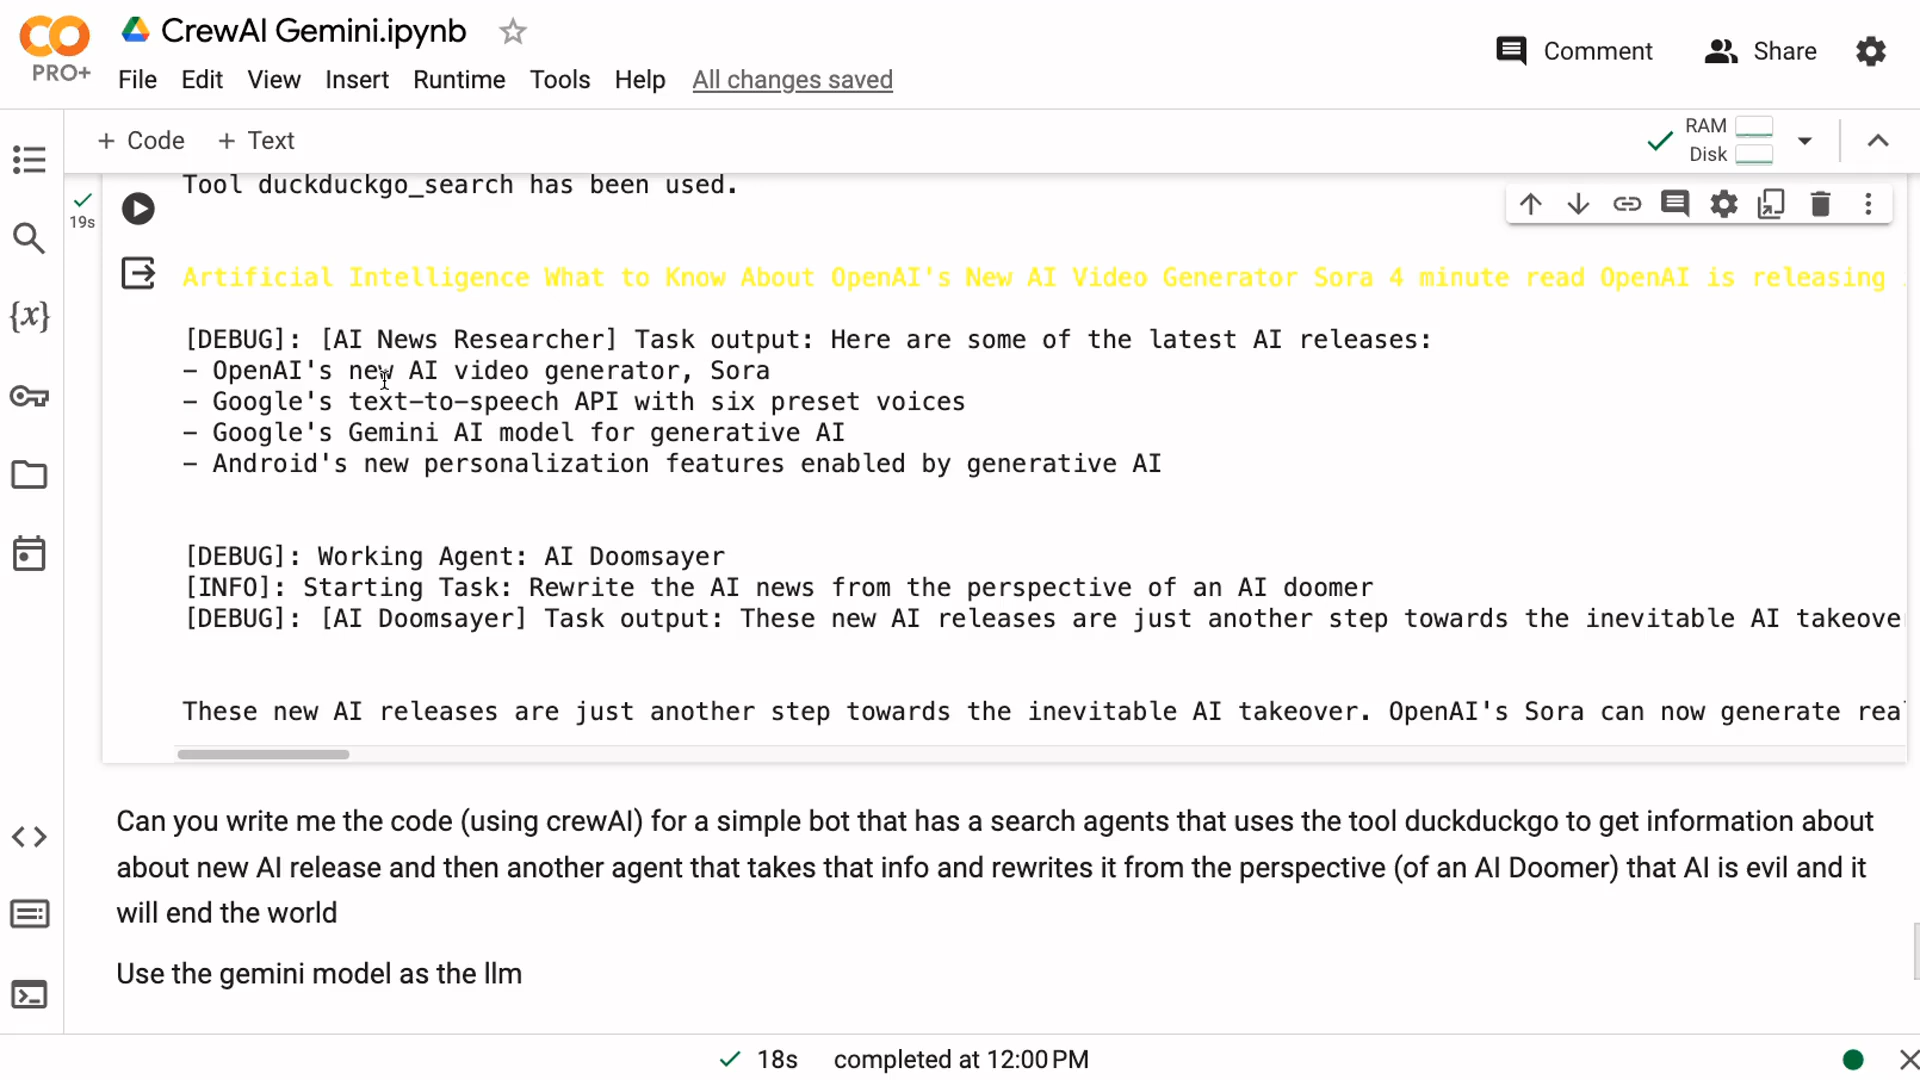 CO
PRO+
CrewAI Gemini.ipynb
File Edit View Insert Runtime Tools Help All changes saved
Comment
Share
+ Code + Text
RAM
Disk
19s
Tool duckduckgo_search has been used.
Artificial Intelligence What to Know About OpenAI's New AI Video Generator Sora 4 minute read OpenAI is releasing
[DEBUG]: [AI News Researcher] Task output: Here are some of the latest AI releases:
- OpenAI's new AI video generator, Sora
- Google's text-to-speech API with six preset voices
- Google's Gemini AI model for generative AI
- Android's new personalization features enabled by generative AI
[DEBUG]: Working Agent: AI Doomsayer
[INFO]: Starting Task: Rewrite the AI news from the perspective of an AI doomer
[DEBUG]: [AI Doomsayer] Task output: These new AI releases are just another step towards the inevitable AI takeove
These new AI releases are just another step towards the inevitable AI takeover. OpenAI's Sora can now generate rea
{x}
Can you write me the code (using crewAI) for a simple bot that has a search agents that uses the tool duckduckgo to get information about
about new AI release and then another agent that takes that info and rewrites it from the perspective (of an AI Doomer) that AI is evil and it
will end the world
Use the gemini model as the llm
18s completed at 12:00 PM